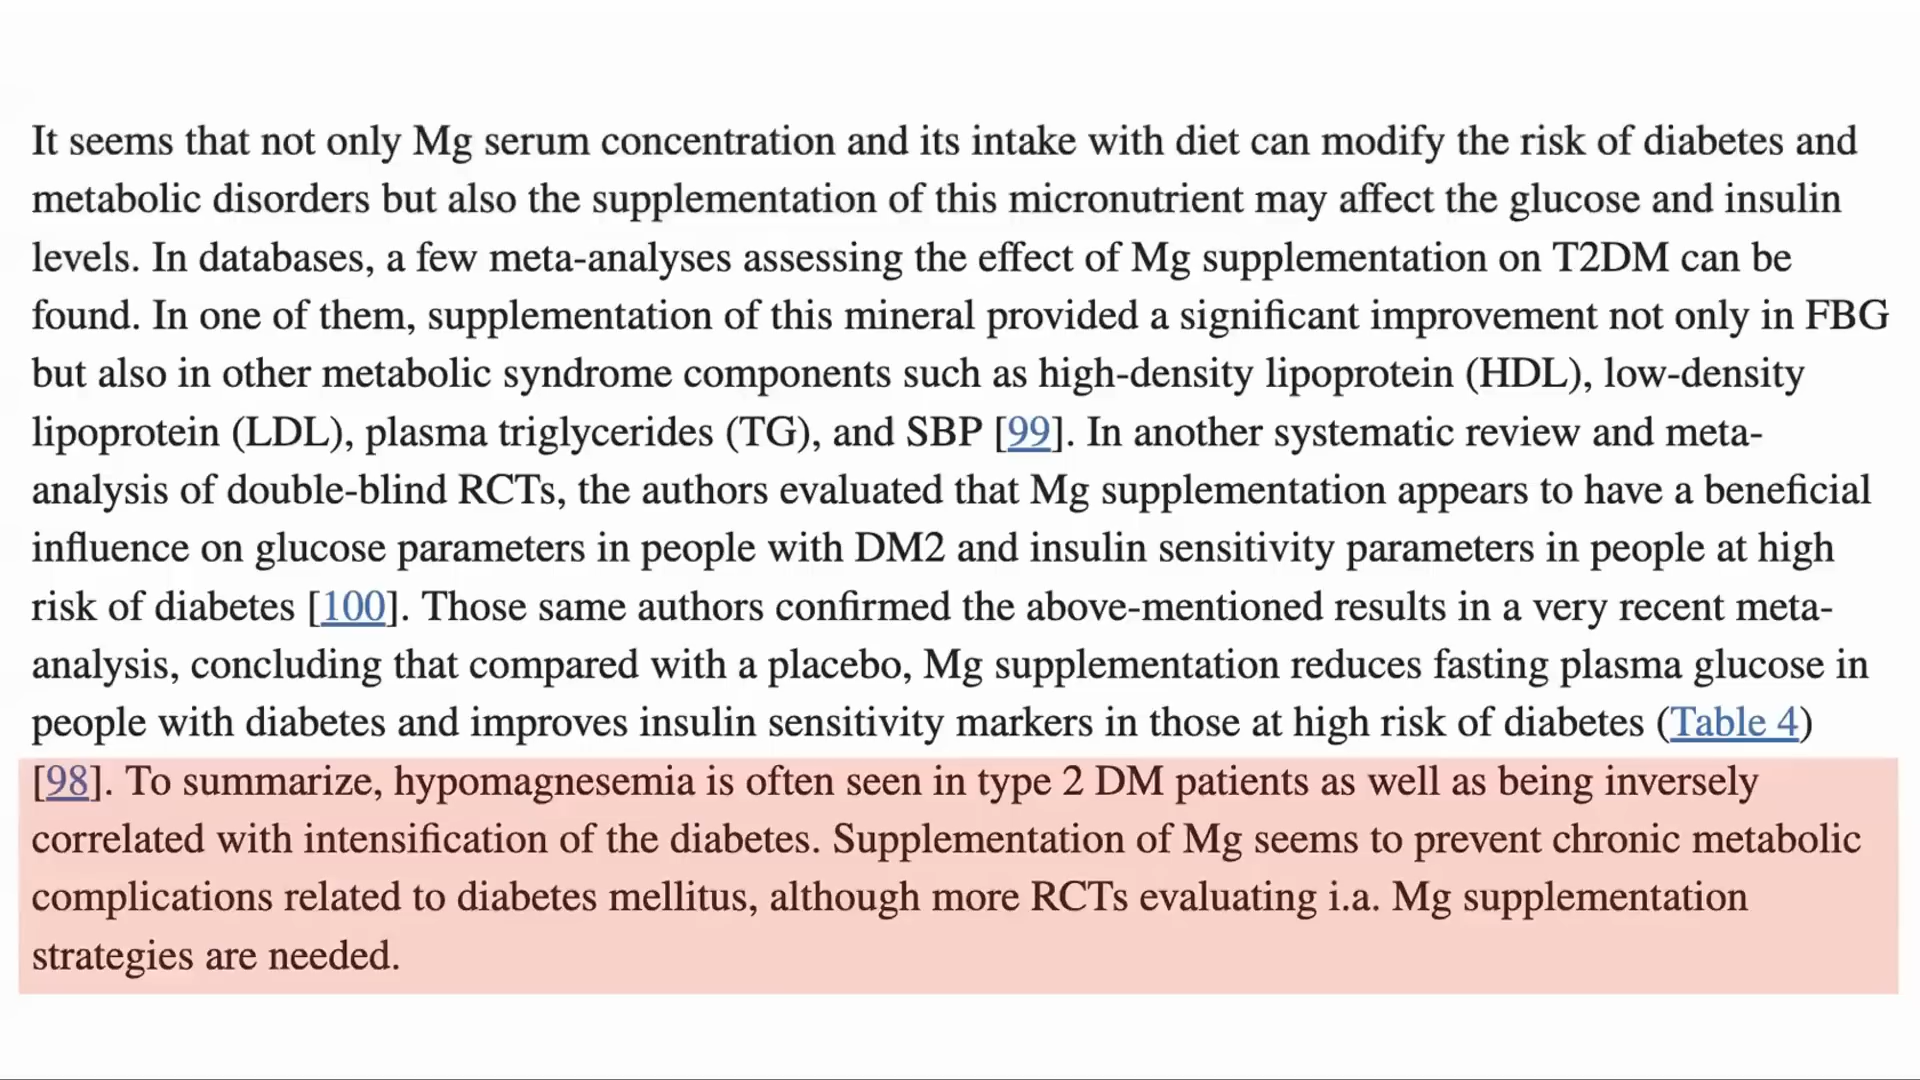 It seems that not only Mg serum concentration and its intake with diet can modify the risk of diabetes and
metabolic disorders but also the supplementation of this micronutrient may affect the glucose and insulin
levels. In databases, a few meta-analyses assessing the effect of Mg supplementation on T2DM can be
found. In one of them, supplementation of this mineral provided a significant improvement not only in FBG
but also in other metabolic syndrome components such as high-density lipoprotein (HDL), low-density
lipoprotein (LDL), plasma triglycerides (TG), and SBP [99]. In another systematic review and meta-
analysis of double-blind RCTs, the authors evaluated that Mg supplementation appears to have a beneficial
influence on glucose parameters in people with DM2 and insulin sensitivity parameters in people at high
risk of diabetes [100]. Those same authors confirmed the above-mentioned results in a very recent meta-
analysis, concluding that compared with a placebo, Mg supplementation reduces fasting plasma glucose in
people with diabetes and improves insulin sensitivity markers in those at high risk of diabetes (Table 4)
[98]. To summarize, hypomagnesemia is often seen in type 2 DM patients as well as being inversely
correlated with intensification of the diabetes. Supplementation of Mg seems to prevent chronic metabolic
complications related to diabetes mellitus, although more RCTs evaluating i.a. Mg supplementation
strategies are needed.